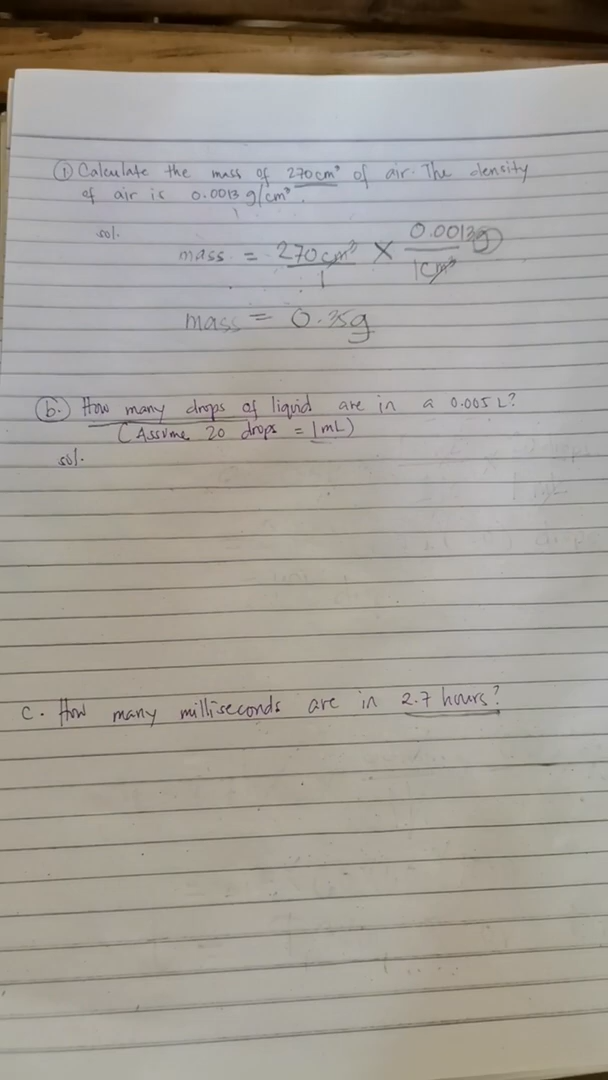 ① Calculate the mass of 270cm³ of air. The density
of air is 0.0013 g/cm³.
sol.
mass = 270cm³/1 × 0.0013g/1cm³
mass = 0.35g
b. How many drops of liquid are in a 0.005 L?
(Assume 20 drops = 1mL)
sol.
c. How many milliseconds are in 2.7 hours?